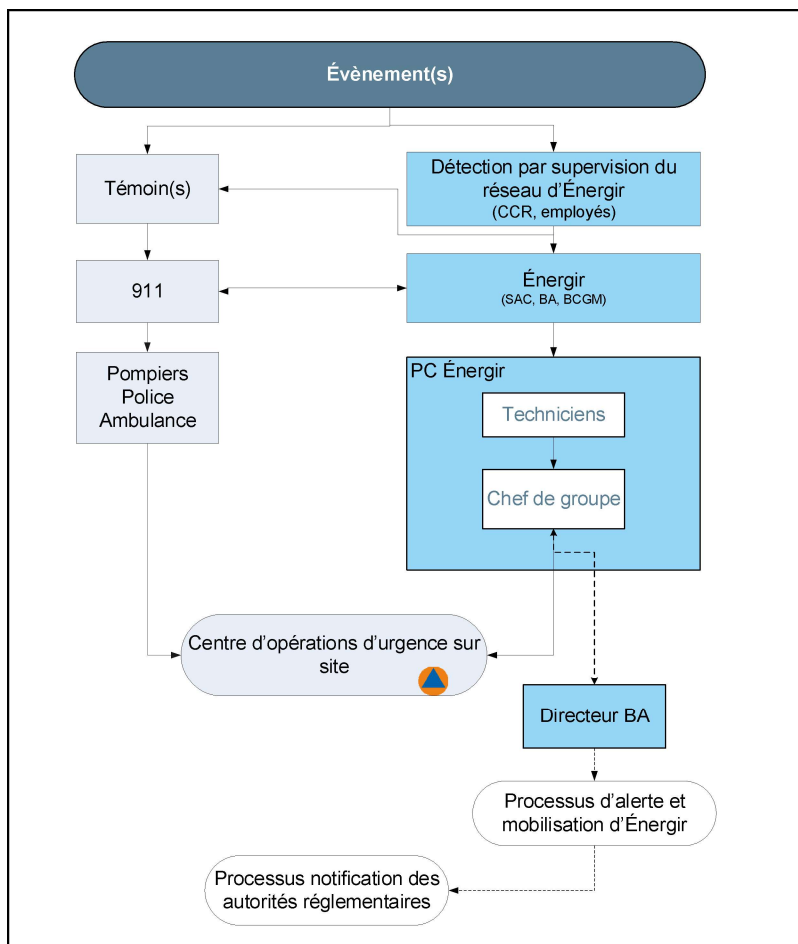 Évènement(s)
Témoin(s)
Détection par supervision du
réseau d'Énergir
(CCR, employés)
911
Énergir
(SAC, BA, BCGM)
Pompiers
Police
Ambulance
PC Énergir
Techniciens
Chef de groupe
Centre d'opérations d'urgence sur
site
Directeur BA
Processus d'alerte et
mobilisation d'Énergir
Processus notification des
autorités réglementaires